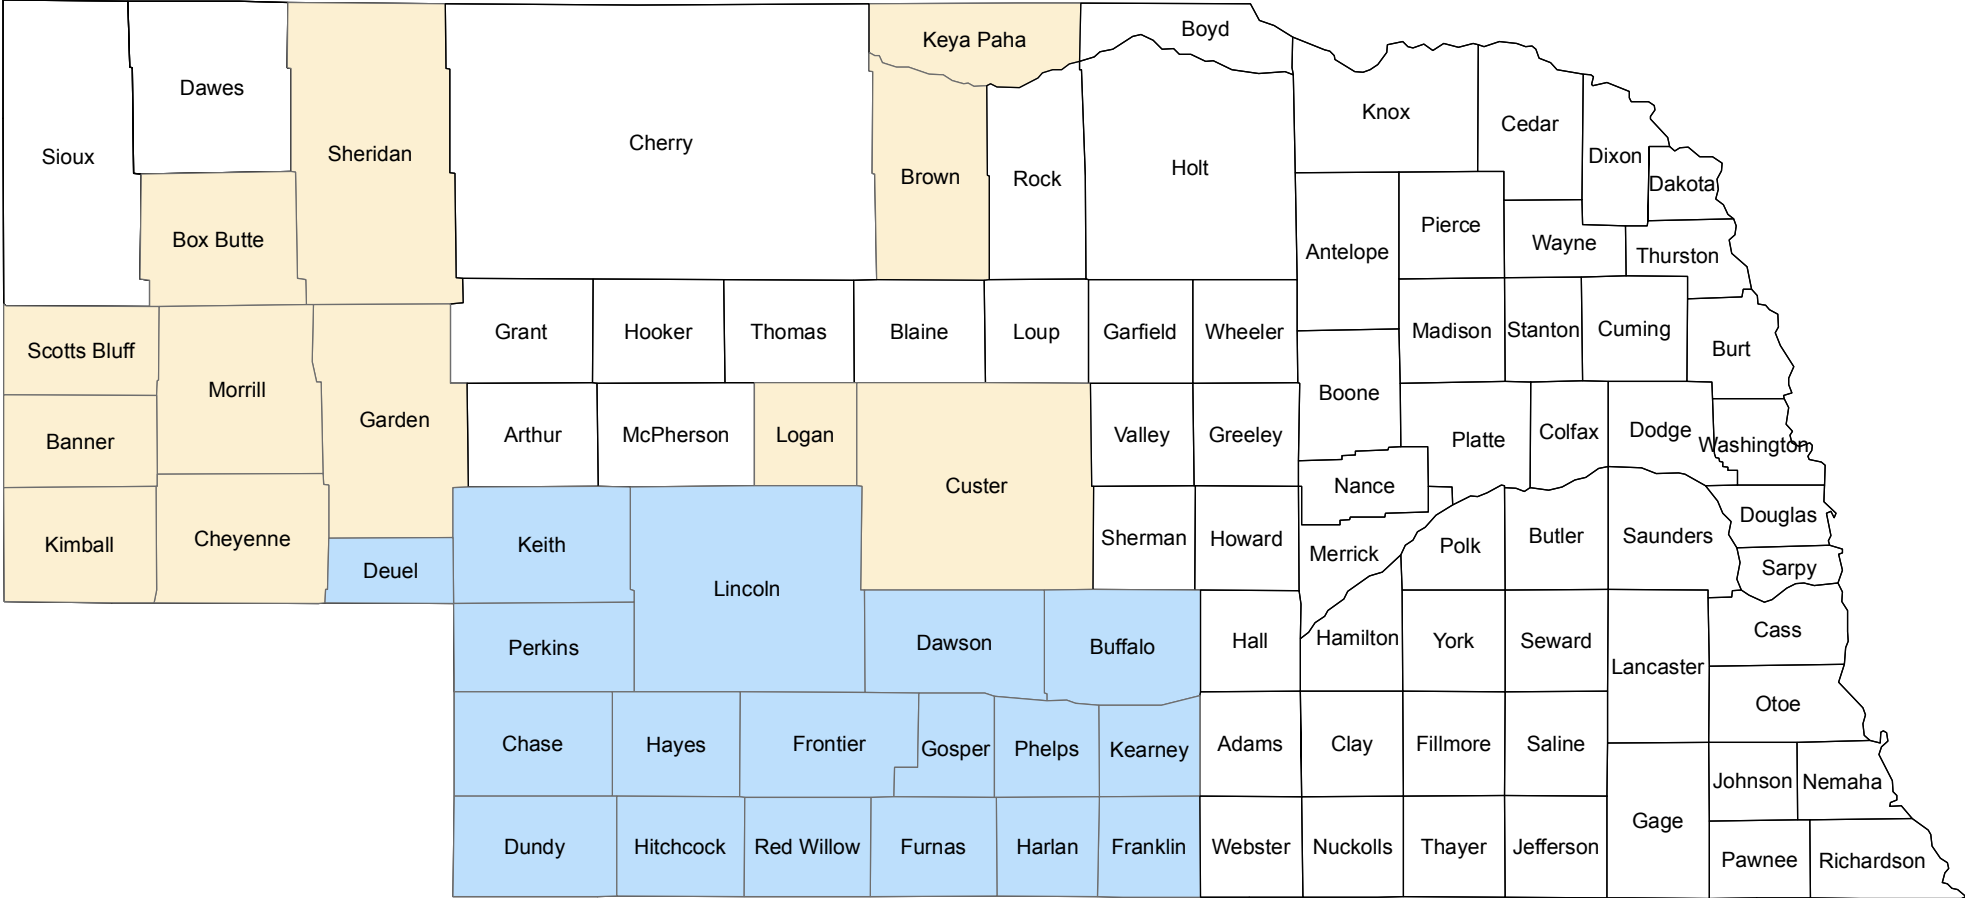 Boyd
Keya Paha
Dawes
Knox
Cedar
Sioux
Sheridan
Cherry
Dixon
Holt
Brown
Rock
Dakota
Box Butte
Pierce
Antelope
Wayne
Thurston
Grant
Hooker
Thomas
Blaine
Loup
Garfield
Wheeler
Madison
Stanton
Cuming
Scotts Bluff
Burt
Morrill
Boone
Garden
Arthur
McPherson
Logan
Valley
Greeley
Platte
Colfax
Dodge
Banner
Washington
Custer
Nance
Kimball
Cheyenne
Keith
Sherman
Howard
Merrick
Polk
Butler
Saunders
Douglas
Deuel
Lincoln
Sarpy
Perkins
Dawson
Buffalo
Hall
Hamilton
York
Seward
Cass
Lancaster
Otoe
Chase
Hayes
Frontier
Gosper
Phelps
Kearney
Adams
Clay
Fillmore
Saline
Johnson
Nemaha
Gage
Dundy
Hitchcock
Red Willow
Furnas
Harlan
Franklin
Webster
Nuckolls
Thayer
Jefferson
Pawnee
Richardson